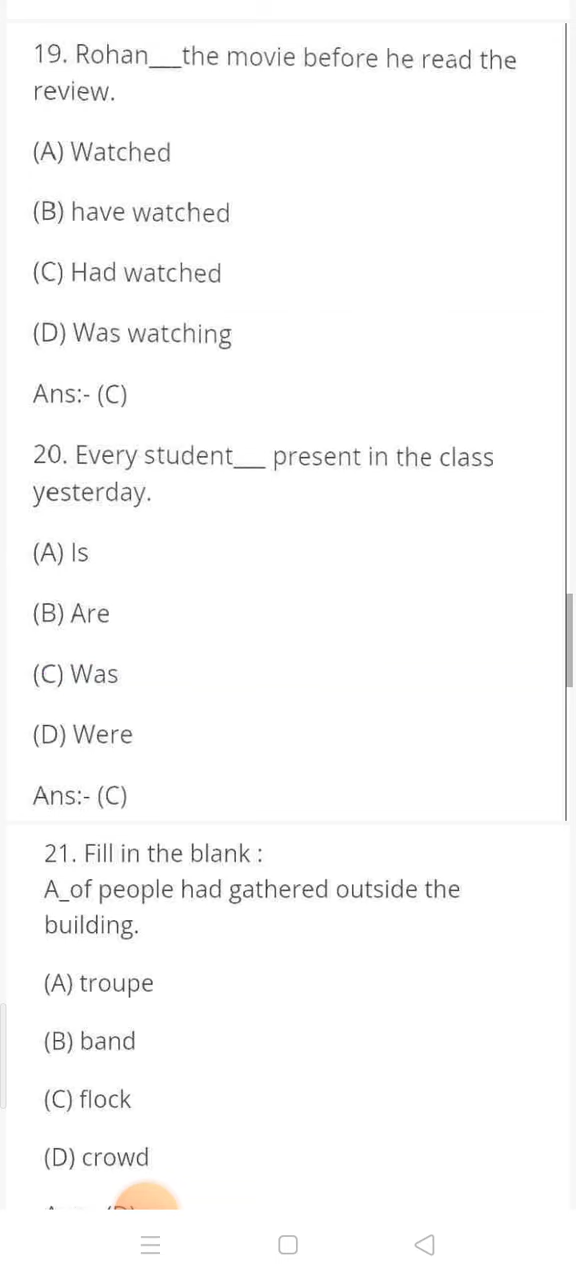 19. Rohan___the movie before he read the
review.
(A) Watched
(B) have watched
(C) Had watched
(D) Was watching
Ans:- (C)
20. Every student___ present in the class
yesterday.
(A) Is
(B) Are
(C) Was
(D) Were
Ans:- (C)
21. Fill in the blank :
A_of people had gathered outside the
building.
(A) troupe
(B) band
(C) flock
(D) crowd